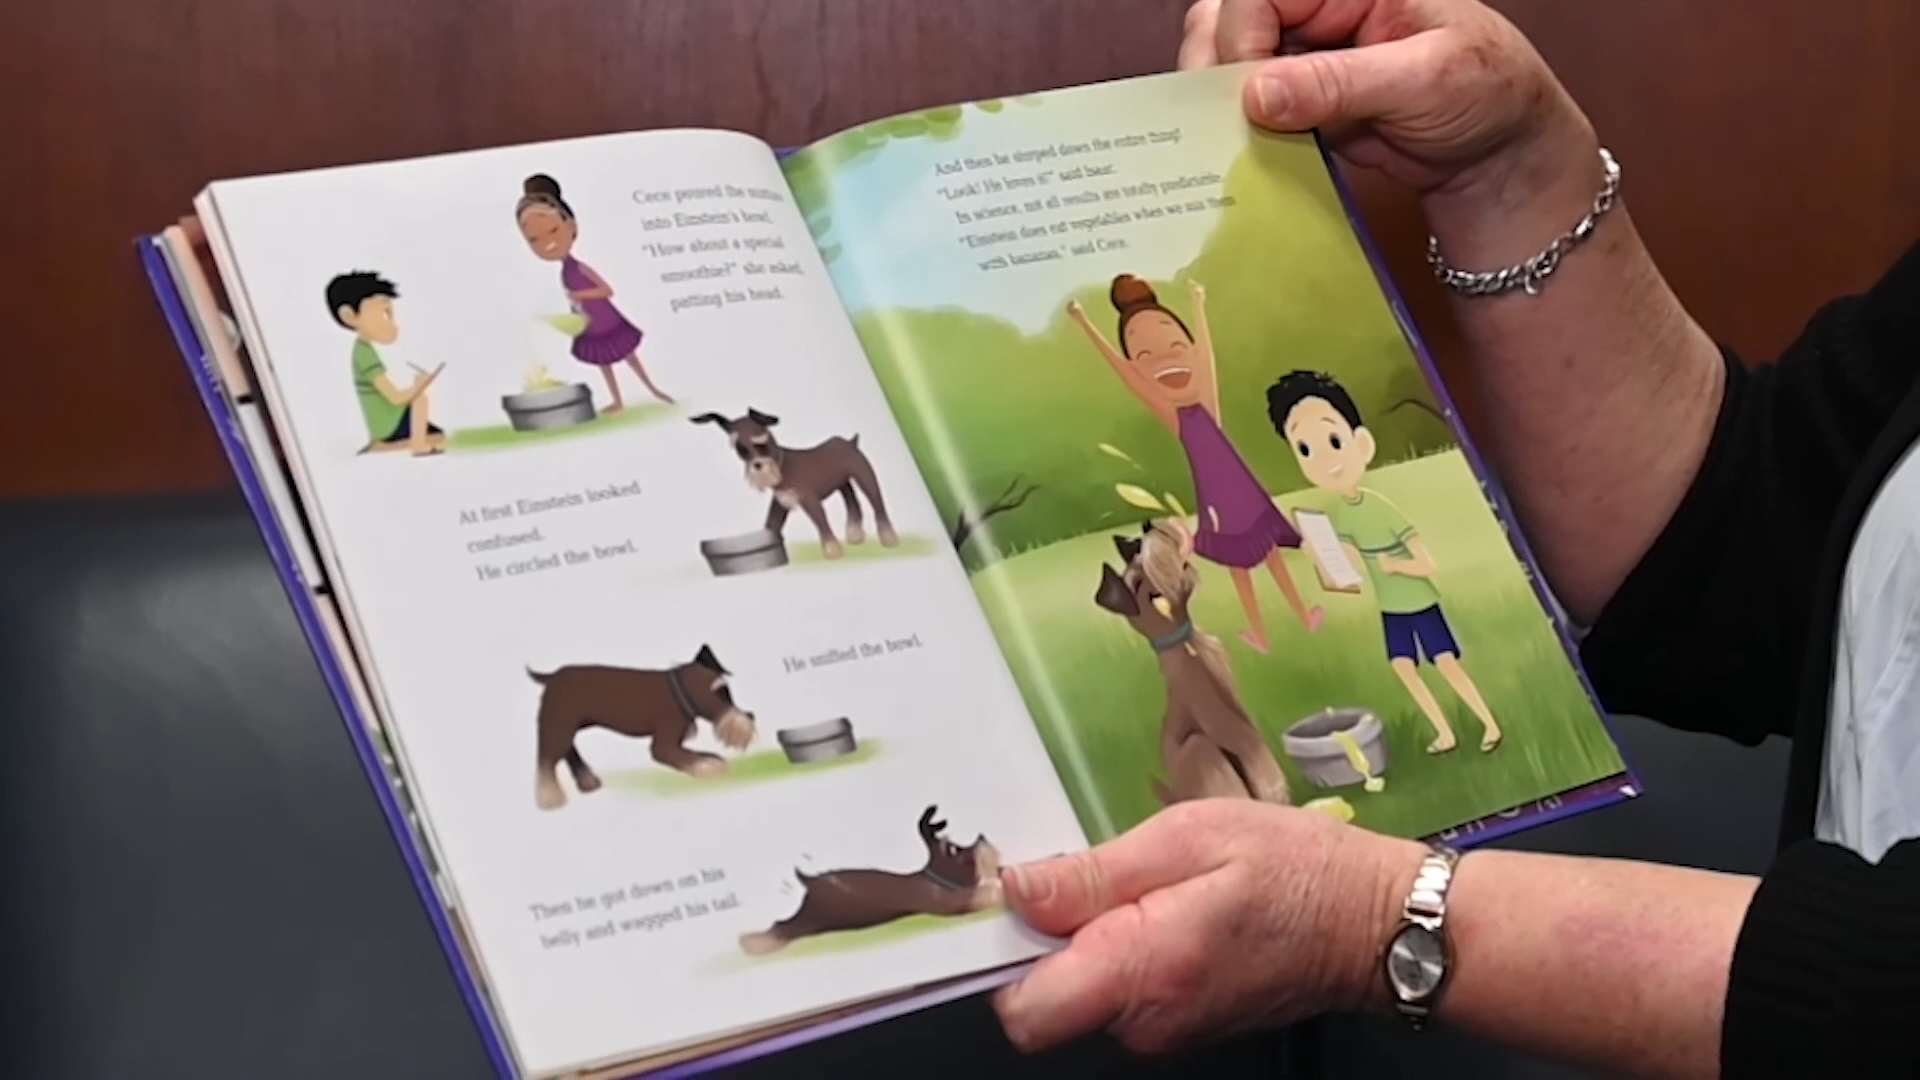 Cece poured the mixture
into Einstein's bowl.
"How about a special
smoothie?" she asked,
patting his head.
At first Einstein looked
confused.
He circled the bowl.
He sniffed the bowl.
Then he got down on his
belly and wagged his tail.
And then he slurped down the entire thing!
"Look! He loves it!" said Isaac.
In science, not all results are totally predictable.
"Einstein does eat vegetables when we mix them
with bananas," said Cece.